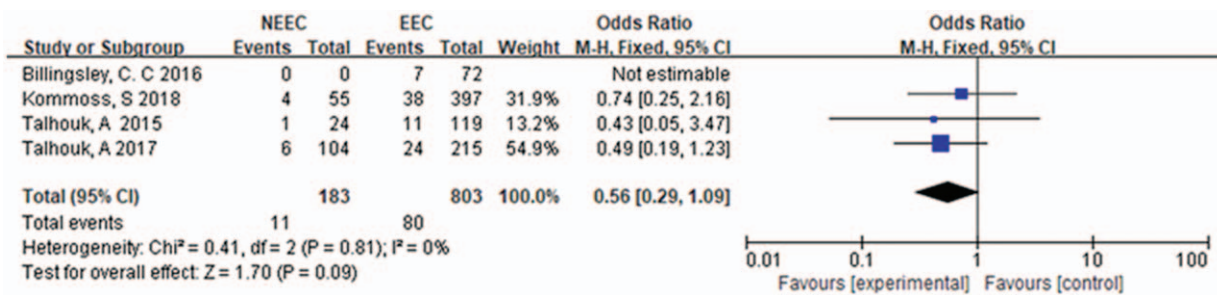 NEEC EEC Odds Ratio Odds Ratio
Study or Subgroup Events Total Events Total Weight M-H, Fixed, 95% CI M-H, Fixed, 95% CI
Billingsley, C. C 2016 0 0 7 72 Not estimable
Kommoss, S 2018 4 55 38 397 31.9% 0.74 [0.25, 2.16]
Talhouk, A 2015 1 24 11 119 13.2% 0.43 [0.05, 3.47]
Talhouk, A 2017 6 104 24 215 54.9% 0.49 [0.19, 1.23]
Total (95% CI) 183 803 100.0% 0.56 [0.29, 1.09]
Total events 11 80
Heterogeneity: Chi² = 0.41, df = 2 (P = 0.81); I² = 0%
Test for overall effect: Z = 1.70 (P = 0.09)
0.01 0.1 1 10 100
Favours [experimental] Favours [control]